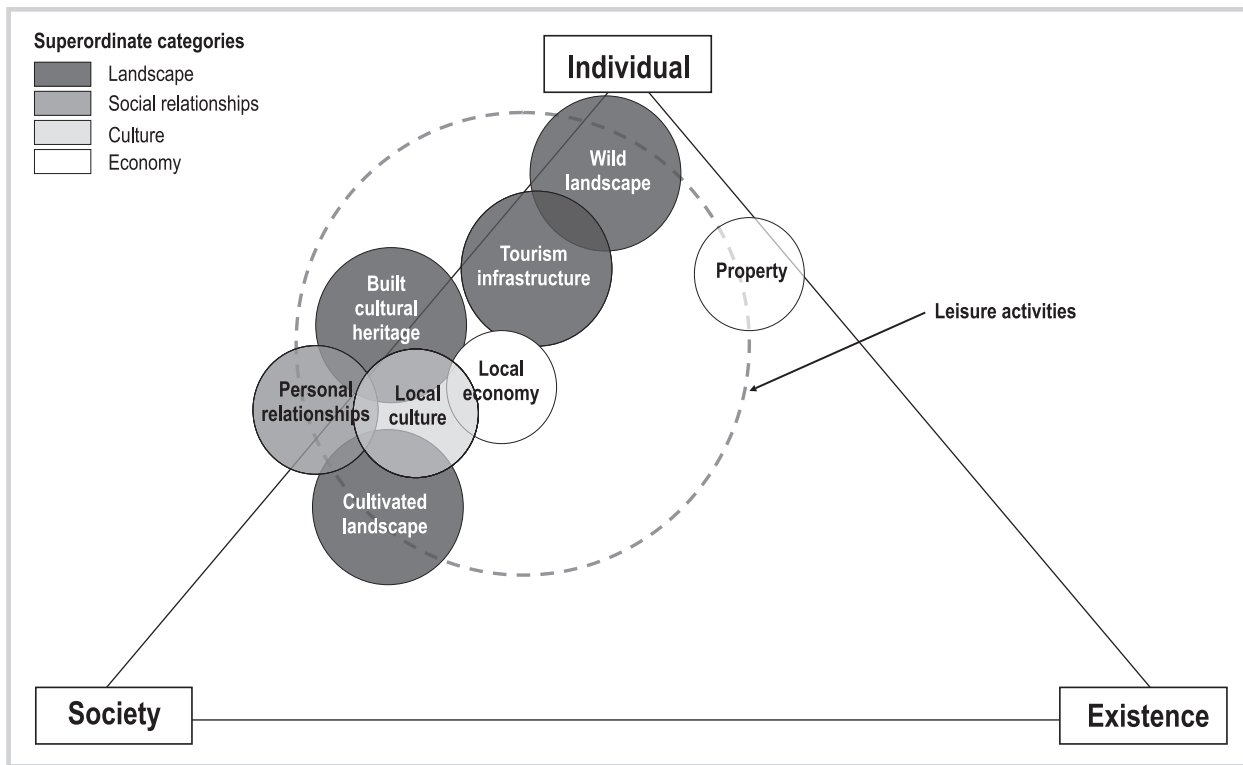 Superordinate categories
Landscape
Social relationships
Culture
Economy
Individual
Wild
landscape
Tourism
infrastructure
Property
Built
cultural
heritage
Leisure activities
Local
economy
Personal
relationships
Local
culture
Cultivated
landscape
Society
Existence